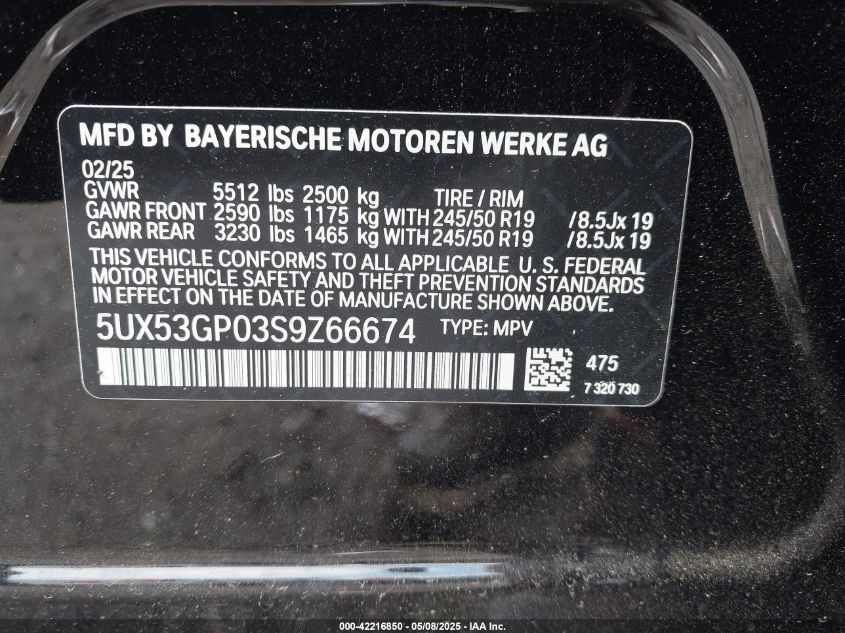 MFD BY BAYERISCHE MOTOREN WERKE AG
02/25
GVWR 5512 lbs 2500 kg TIRE / RIM
GAWR FRONT 2590 lbs 1175 kg WITH 245/50 R19 /8.5Jx 19
GAWR REAR 3230 lbs 1465 kg WITH 245/50 R19 /8.5Jx 19
THIS VEHICLE CONFORMS TO ALL APPLICABLE U. S. FEDERAL
MOTOR VEHICLE SAFETY AND THEFT PREVENTION STANDARDS
IN EFFECT ON THE DATE OF MANUFACTURE SHOWN ABOVE.
5UX53GP03S9Z66674 TYPE: MPV
475
7 320 730
000-42216850 - 05/08/2025 - IAA Inc.